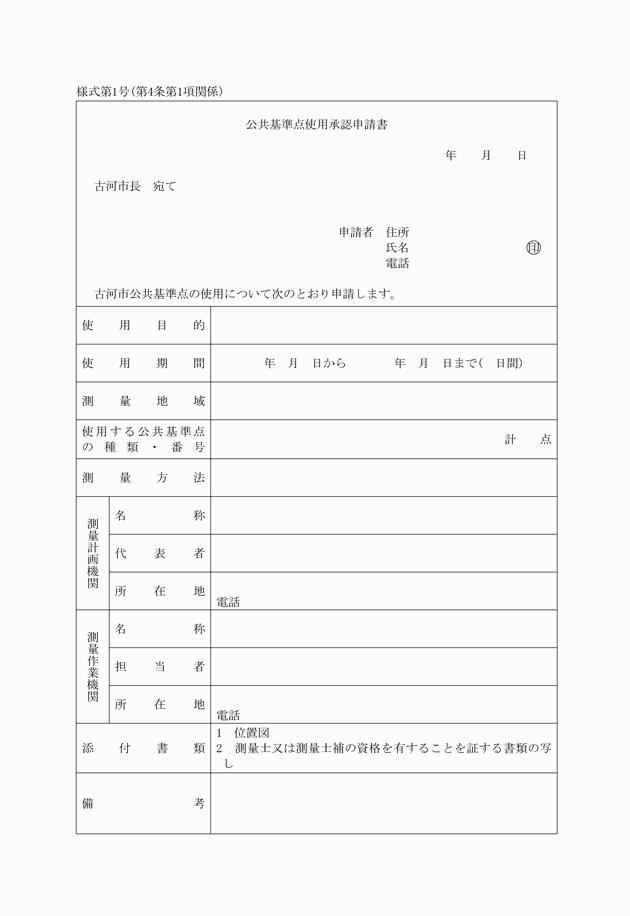 様式第1号(第4条第1項関係)
公共基準点使用承認申請書
年　　月　　日
古河市長　宛て
申請者　住所
氏名　㊞
電話
古河市公共基準点の使用について次のとおり申請します。
使用目的
使用期間　年　月　日から　　　年　月　日まで(　日間)
測量地域
使用する公共基準点
の種類・番号　計　　点
測量方法
測量計画機関
名称
代表者
所在地
電話
測量作業機関
名称
担当者
所在地
電話
添付書類
1　位置図
2　測量士又は測量士補の資格を有することを証する書類の写
し
備考